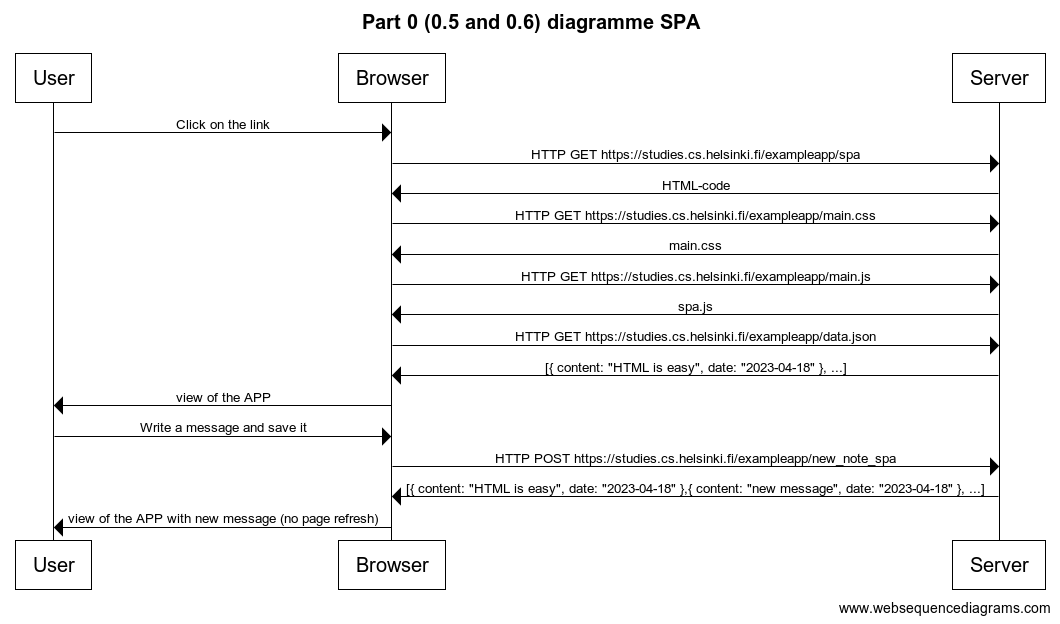 Part 0 (0.5 and 0.6) diagramme SPA
User
Browser
Server
Click on the link
HTTP GET https://studies.cs.helsinki.fi/exampleapp/spa
HTML-code
HTTP GET https://studies.cs.helsinki.fi/exampleapp/main.css
main.css
HTTP GET https://studies.cs.helsinki.fi/exampleapp/main.js
spa.js
HTTP GET https://studies.cs.helsinki.fi/exampleapp/data.json
[{ content: "HTML is easy", date: "2023-04-18" }, ...]
view of the APP
Write a message and save it
HTTP POST https://studies.cs.helsinki.fi/exampleapp/new_note_spa
[{ content: "HTML is easy", date: "2023-04-18" },{ content: "new message", date: "2023-04-18" }, ...]
view of the APP with new message (no page refresh)
User
Browser
Server
www.websequencediagrams.com